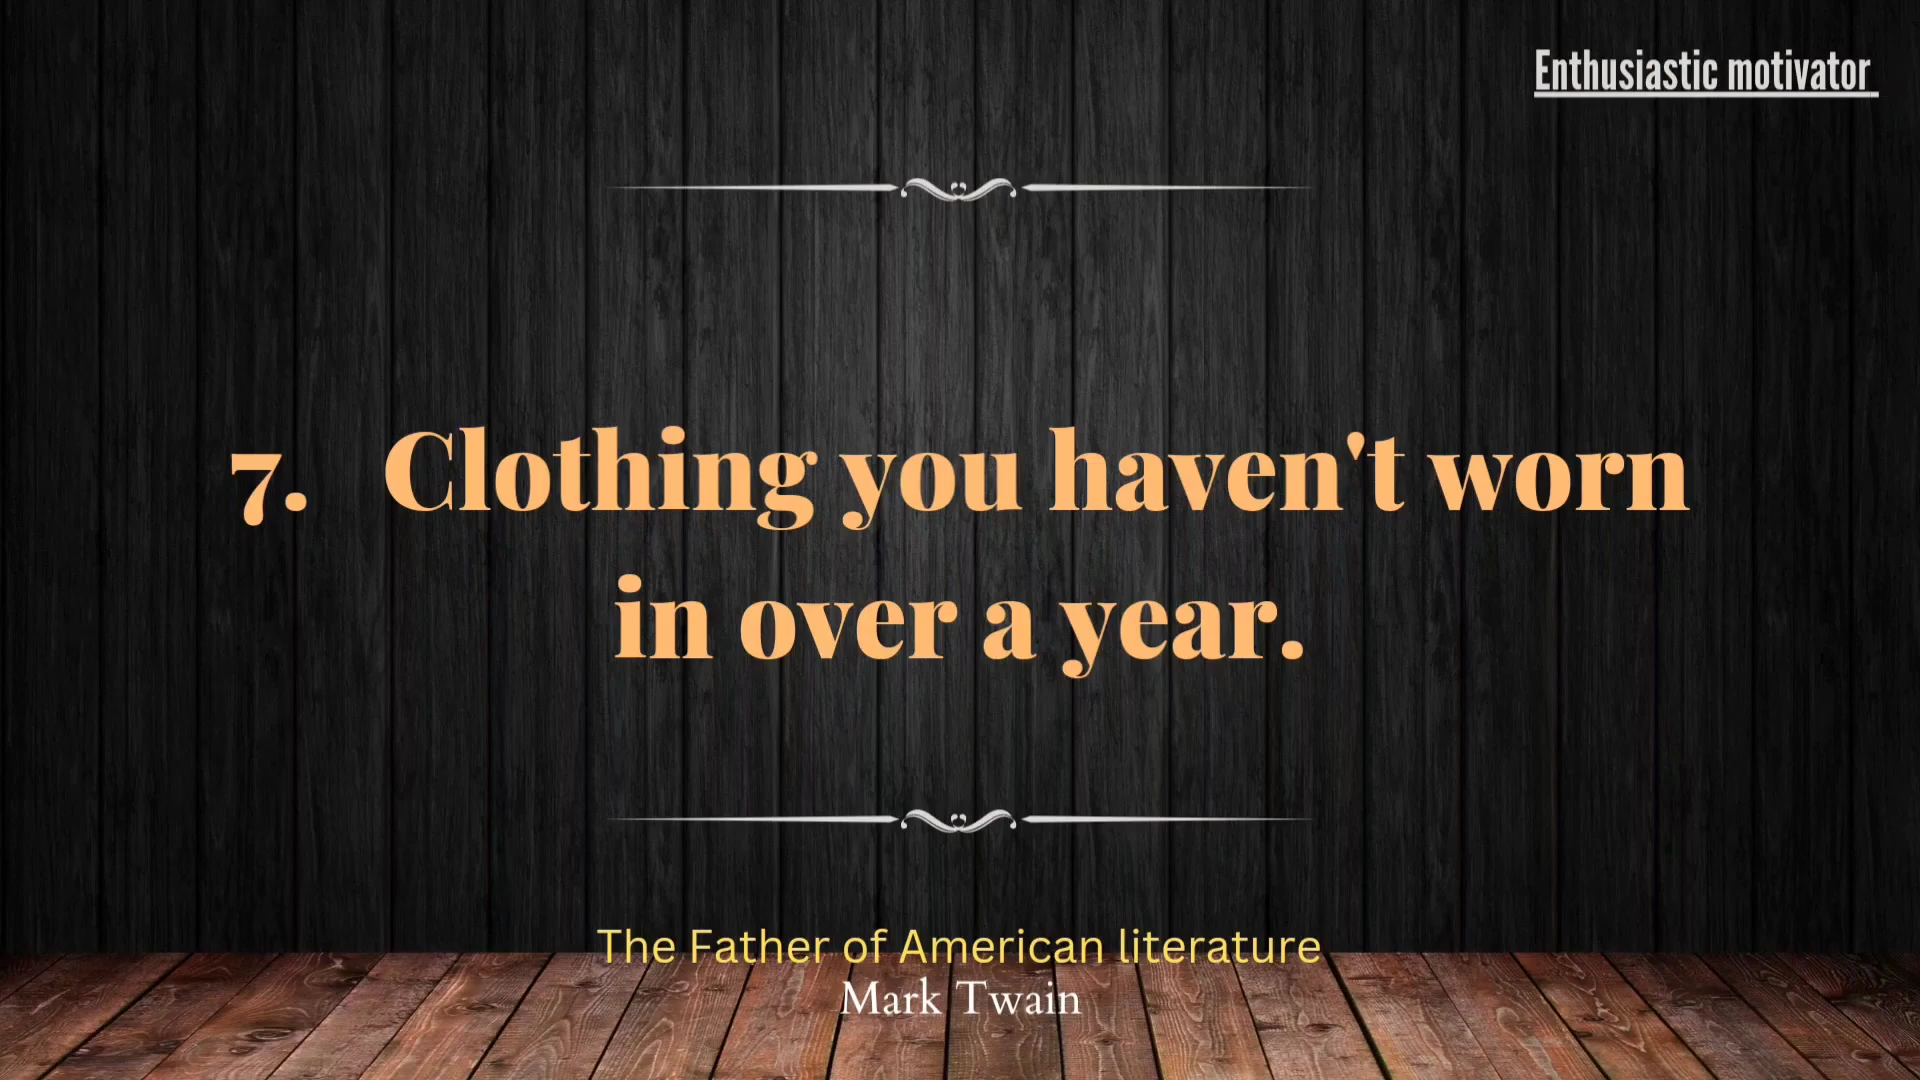 Enthusiastic motivator
7. Clothing you haven't worn
in over a year.
The Father of American literature
Mark Twain